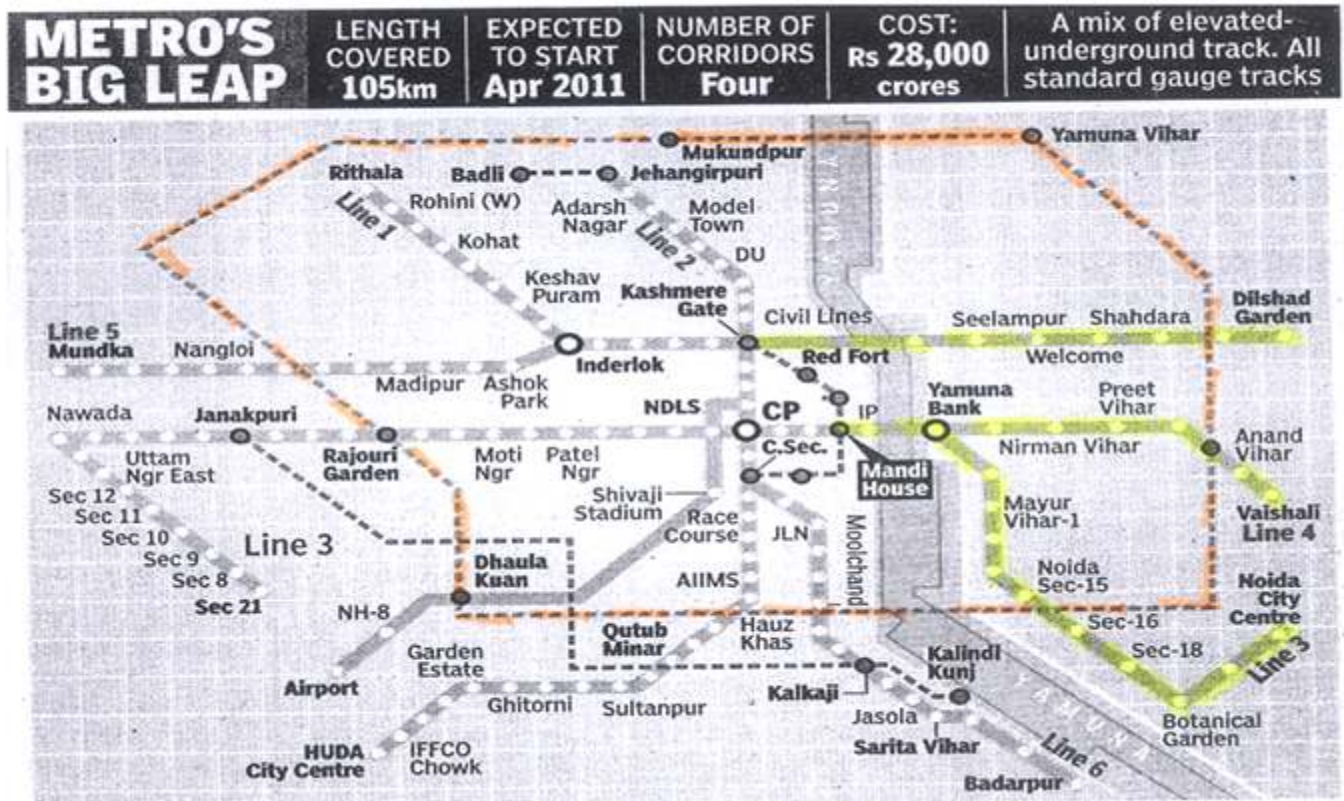 METRO'S
BIG LEAP
LENGTH
COVERED
105km
EXPECTED
TO START
Apr 2011
NUMBER OF
CORRIDORS
Four
COST:
Rs 28,000
crores
A mix of elevated-
underground track. All
standard gauge tracks
Mukundpur
Yamuna Vihar
Rithala
Badli
Jehangirpuri
Rohini (W)
Adarsh
Nagar
Model
Town
Line 1
Line 2
Kohat
DU
YAMUNA
Keshav
Puram
Kashmere
Gate
Civil Lines
Seelampur
Shahdara
Dilshad
Garden
Line 5
Mundka
Nangloi
Inderlok
Red Fort
Welcome
Madipur
Ashok
Park
Nawada
Janakpuri
NDLS
CP
IP
Yamuna
Bank
Preet
Vihar
Uttam
Ngr East
Rajouri
Garden
Moti
Ngr
Patel
Ngr
C.Sec.
Mandi
House
Nirman Vihar
Anand
Vihar
Sec 12
Sec 11
Sec 10
Sec 9
Sec 8
Sec 21
Line 3
Shivaji
Stadium
Race
Course
JLN
Moolchand
Mayur
Vihar-1
Vaishali
Line 4
Dhaula
Kuan
AIIMS
Noida
Sec-15
Noida
City
Centre
NH-8
Qutub
Minar
Hauz
Khas
Sec-16
Sec-18
Line 3
Garden
Estate
Kalindi
Kunj
Airport
Ghitorni
Sultanpur
Kalkaji
YAMUNA
Jasola
Botanical
Garden
HUDA
City Centre
IFFCO
Chowk
Sarita Vihar
Line 6
Badarpur